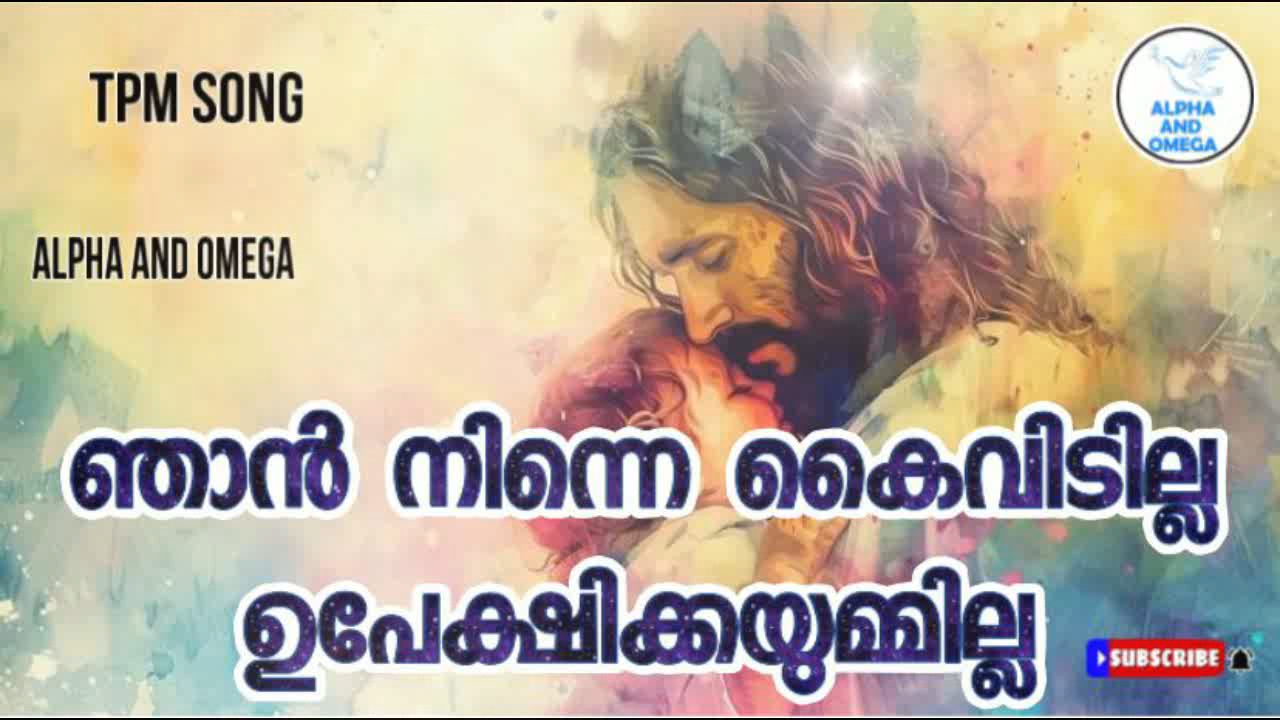 TPM SONG
ALPHA
AND
OMEGA
ALPHA AND OMEGA
ഞാൻ നിന്നെ കൈവിടില്ല
ഉപേക്ഷിക്കയുമ്മില്ല
SUBSCRIBE